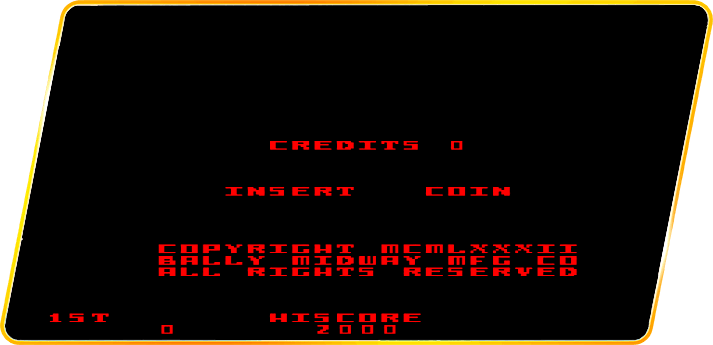 CREDITS 0
INSERT COIN
COPYRIGHT MCMLXXXII
BALLY MIDWAY MFG CO
ALL RIGHTS RESERVED
1ST HISCORE
0 2000